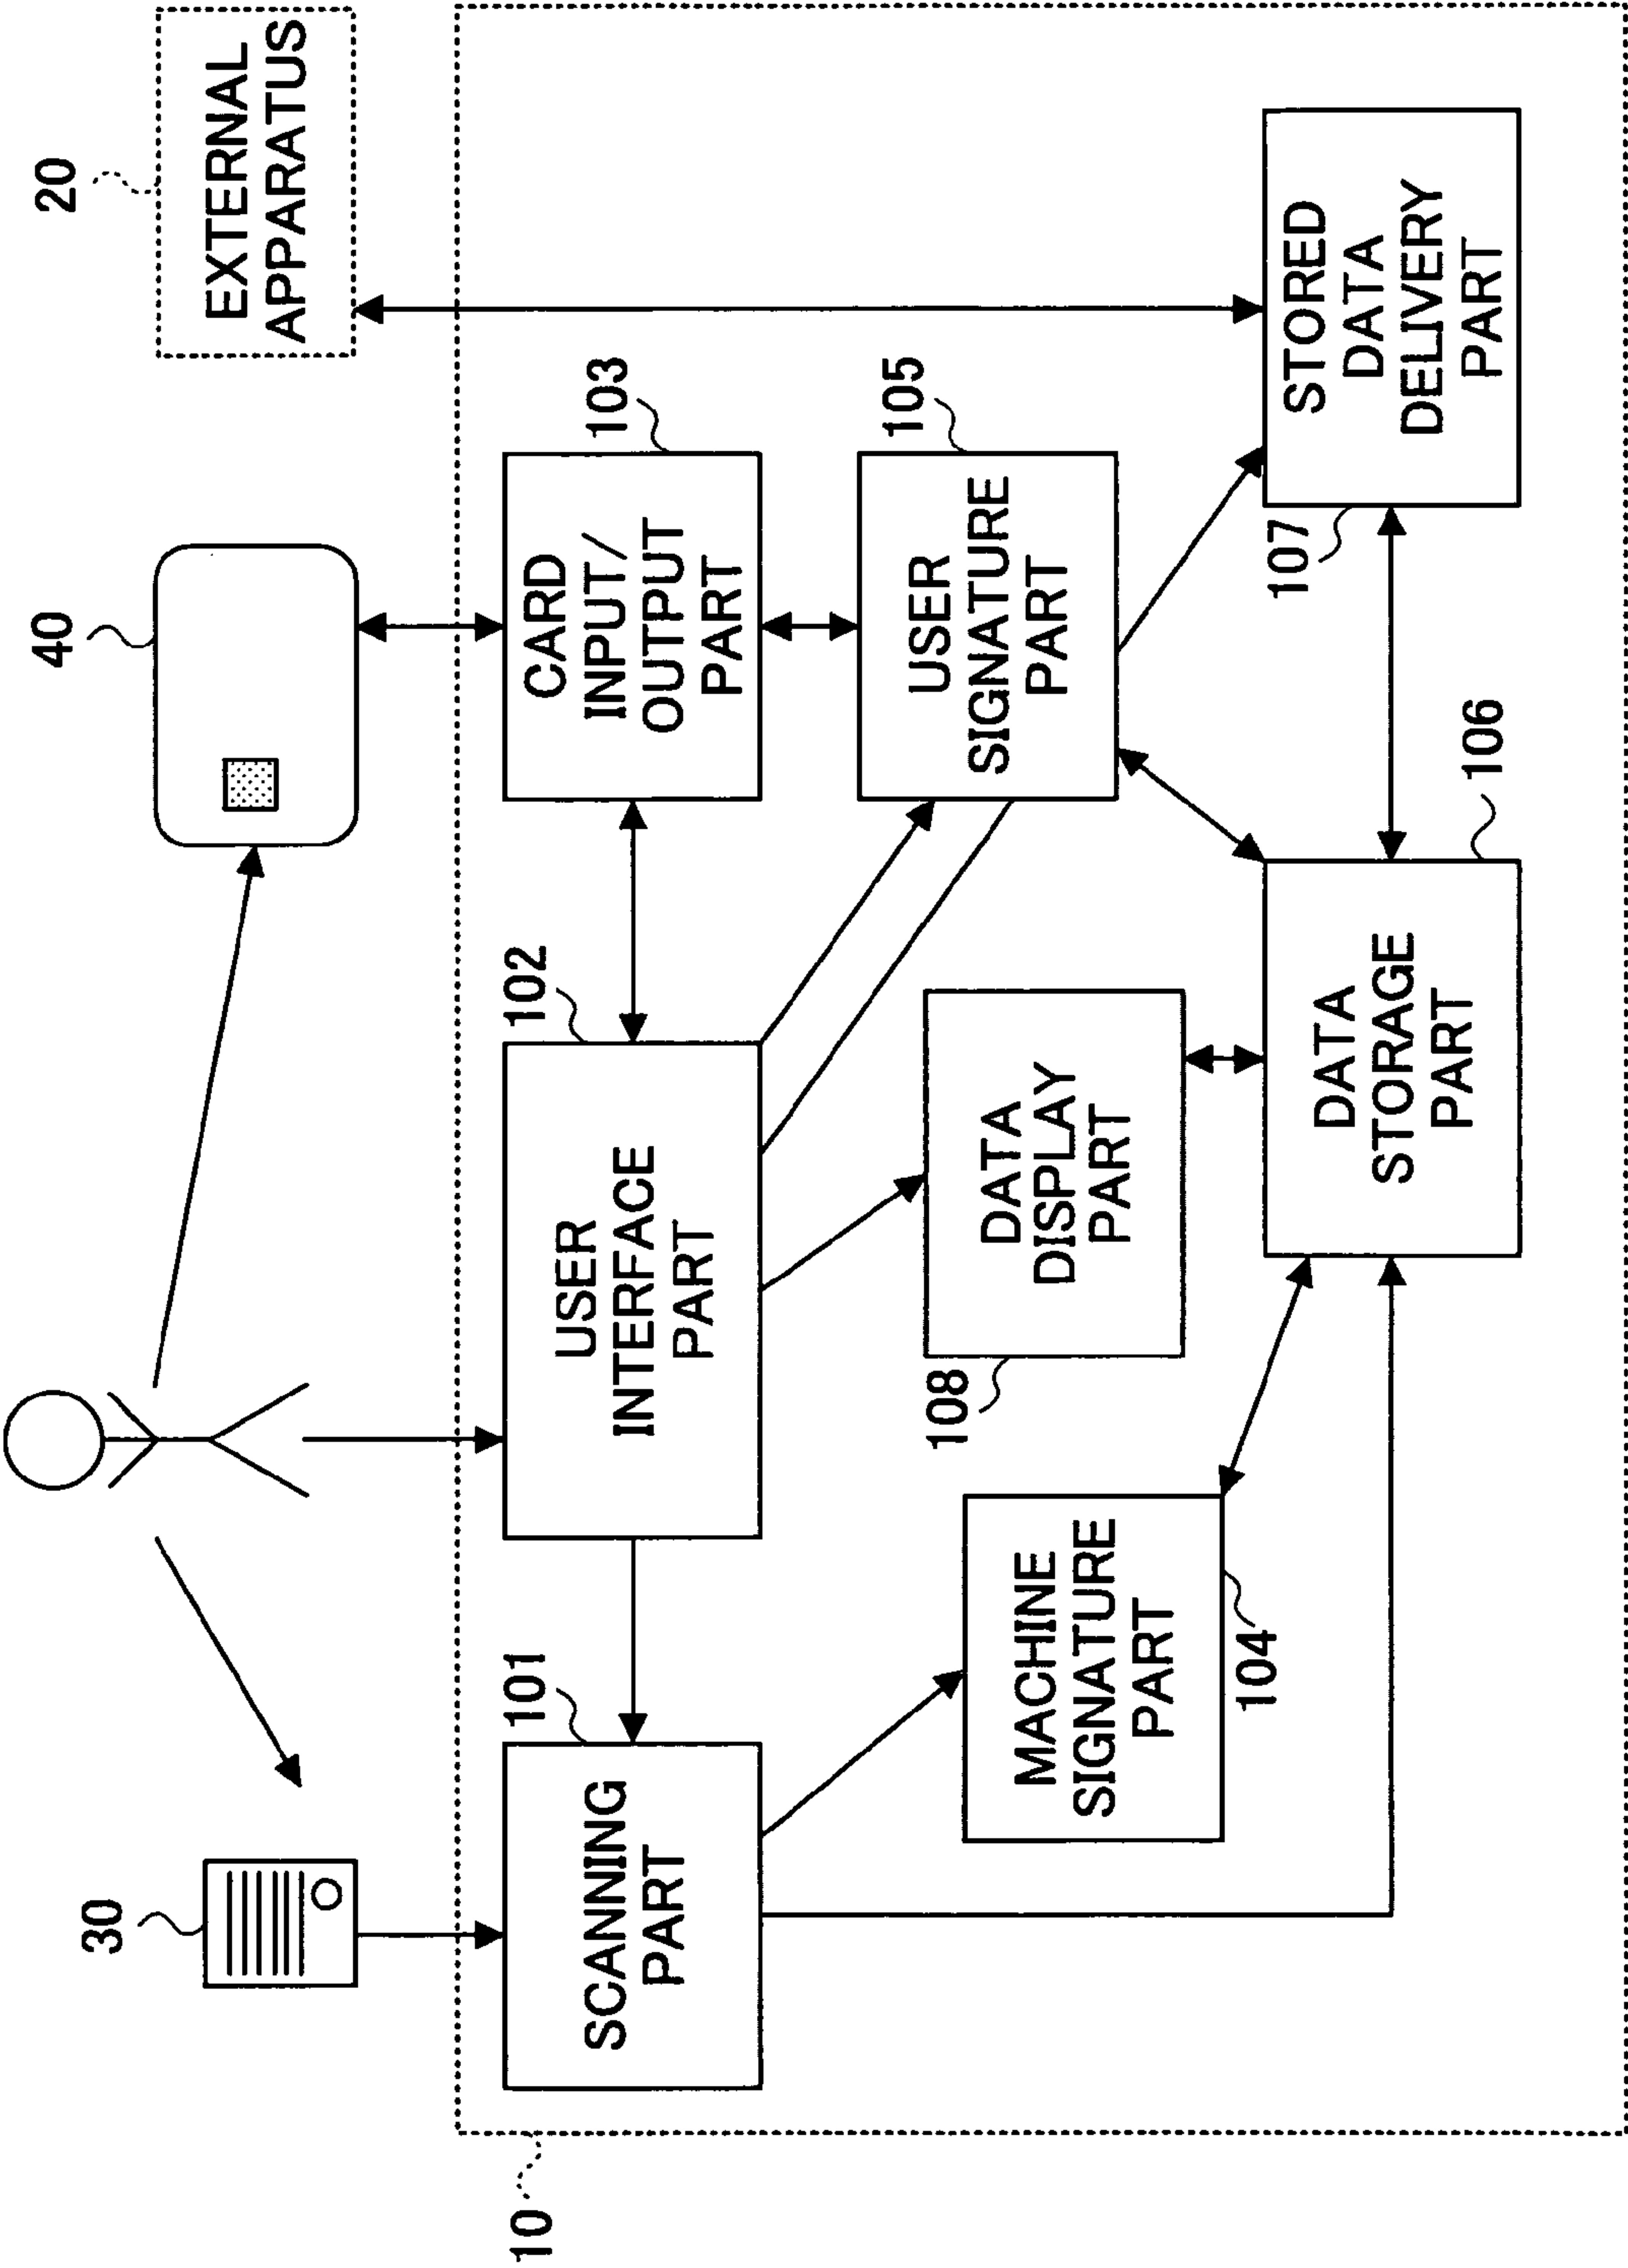 30
40
20
EXTERNAL
APPARATUS
10
101
SCANNING
PART
102
USER
INTERFACE
PART
103
CARD
INPUT/
OUTPUT
PART
104
MACHINE
SIGNATURE
PART
108
DATA
DISPLAY
PART
105
USER
SIGNATURE
PART
106
DATA
STORAGE
PART
107
STORED
DATA
DELIVERY
PART